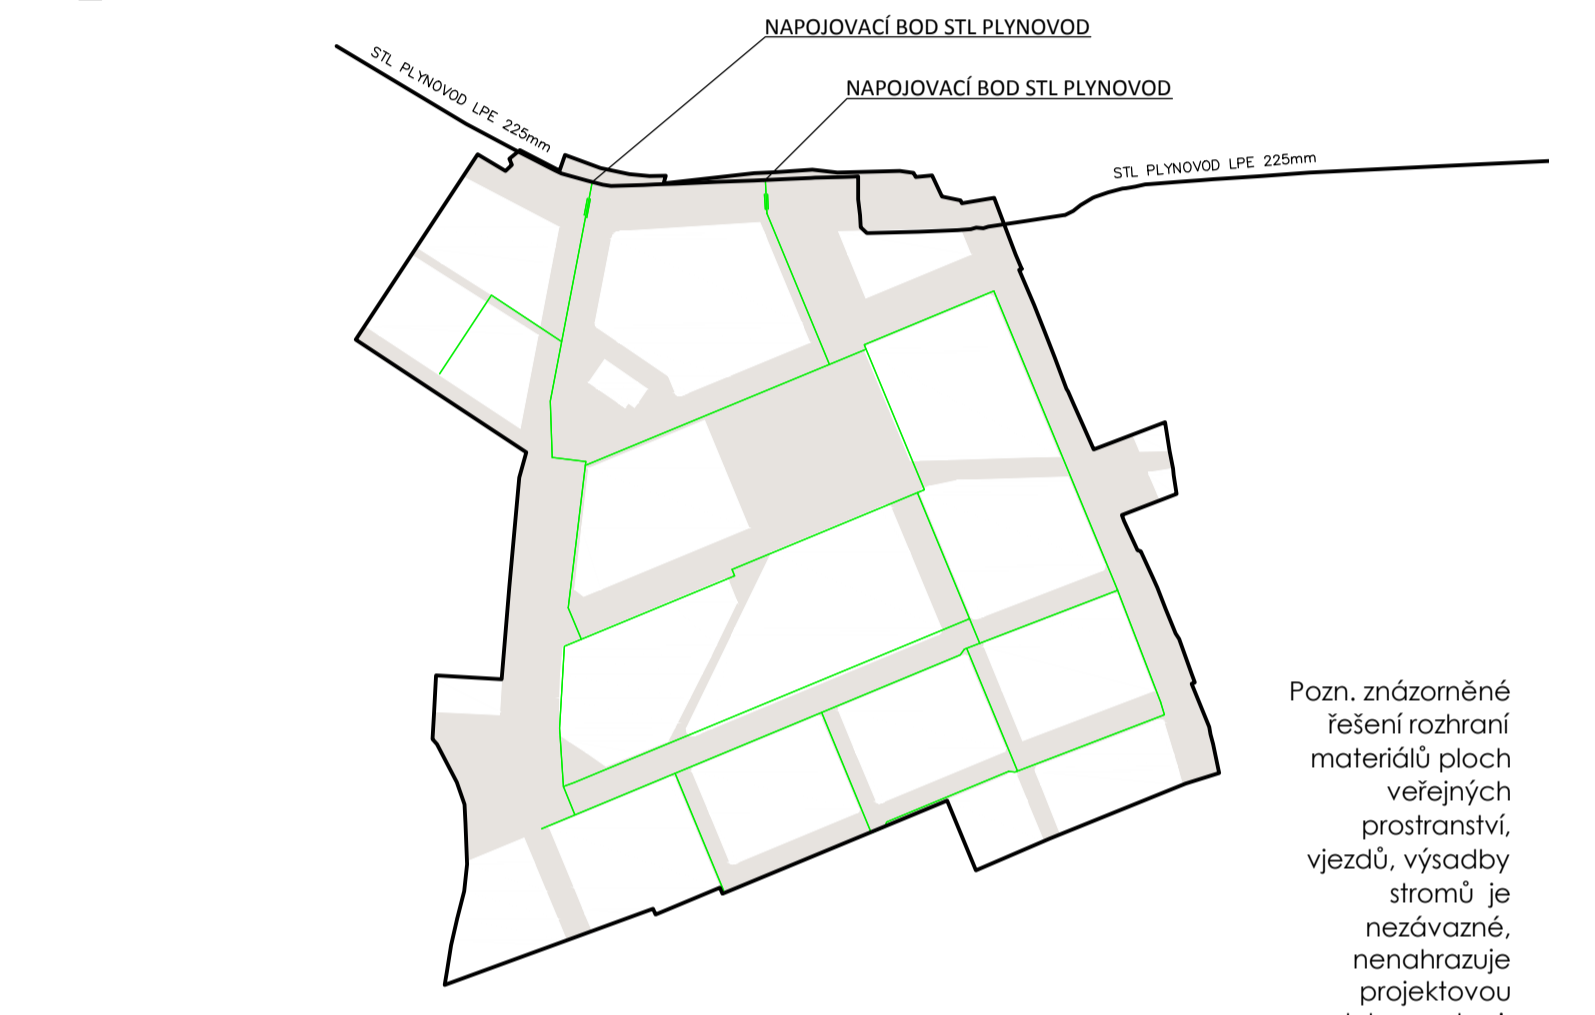 NAPOJOVACÍ BOD STL PLYNOVOD
NAPOJOVACÍ BOD STL PLYNOVOD
STL PLYNOVOD LPE 225mm
STL PLYNOVOD LPE 225mm
Pozn. znázorněné
řešení rozhraní
materiálů ploch
veřejných
prostranství,
vjezdů, výsadby
stromů je
nezávazné,
nenahrazuje
projektovou